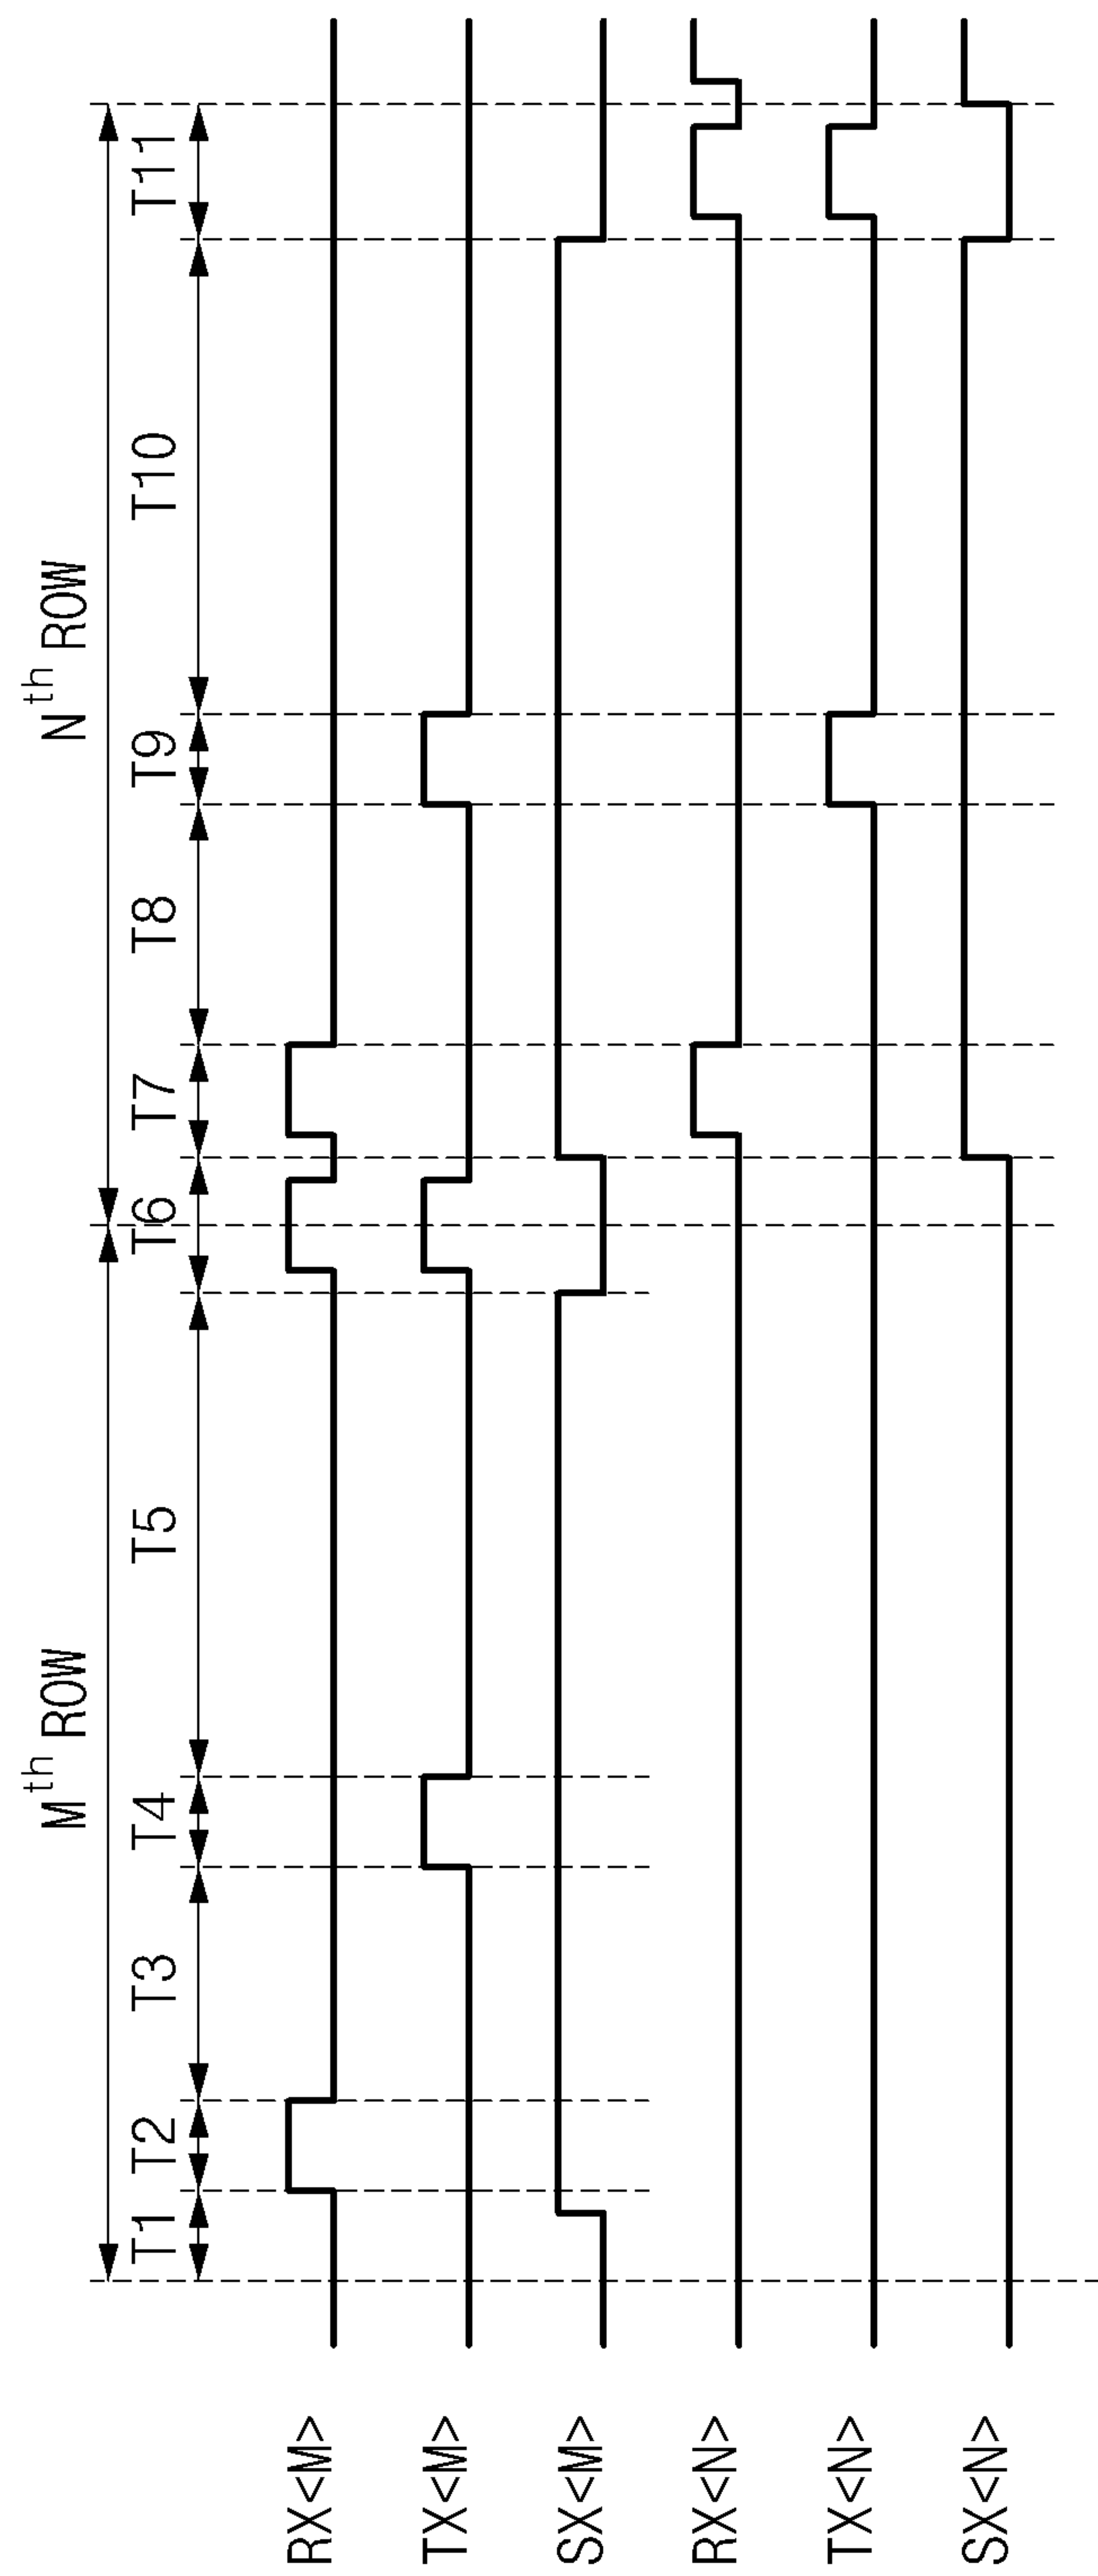 Mth ROW
Nth ROW
T1 T2 T3 T4 T5 T6 T7 T8 T9 T10 T11
RX<M>
TX<M>
SX<M>
RX<N>
TX<N>
SX<N>